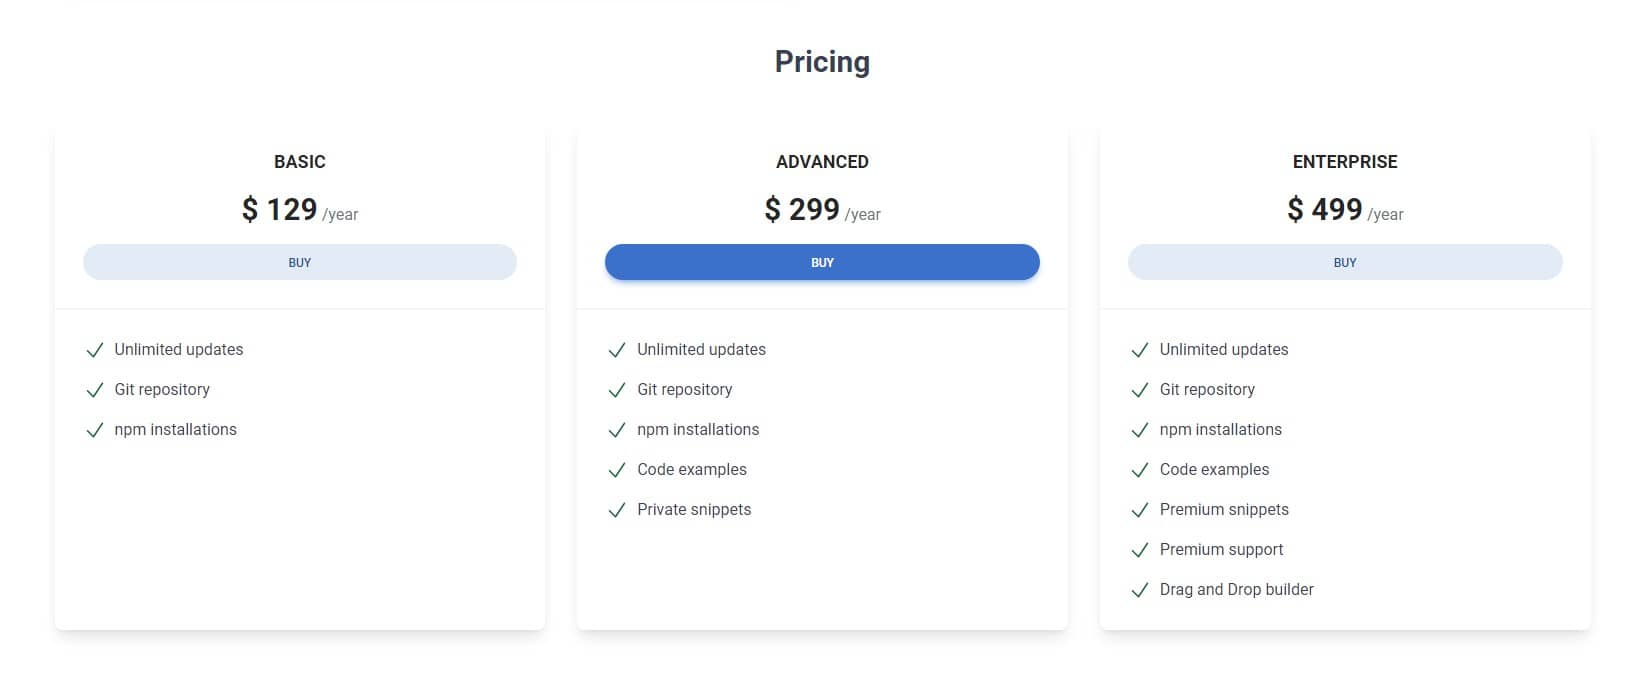 Pricing
BASIC
$ 129 /year
BUY
Unlimited updates
Git repository
npm installations
ADVANCED
$ 299 /year
BUY
Unlimited updates
Git repository
npm installations
Code examples
Private snippets
ENTERPRISE
$ 499 /year
BUY
Unlimited updates
Git repository
npm installations
Code examples
Premium snippets
Premium support
Drag and Drop builder